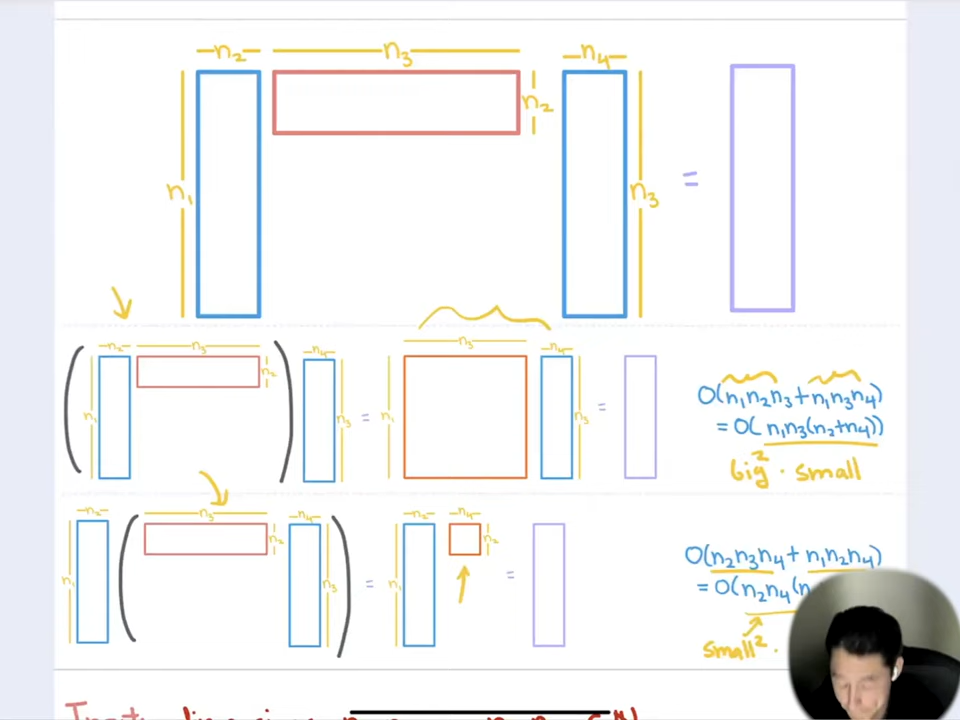 n₂ n₃ n₄
n₁ n₂ n₃ =
( n₂ n₃ ) n₄ n₃ n₄
n₁ n₂ n₃ = n₁ n₃ =
O(n₁n₂n₃+n₁n₃n₄)
= O(n₁n₃(n₂+n₄))
big² · small
n₂ ( n₃ n₄ ) n₂ n₄
n₁ n₂ n₃ = n₁ n₂ =
O(n₂n₃n₄+n₁n₂n₄)
= O(n₂n₄(n
small² ·